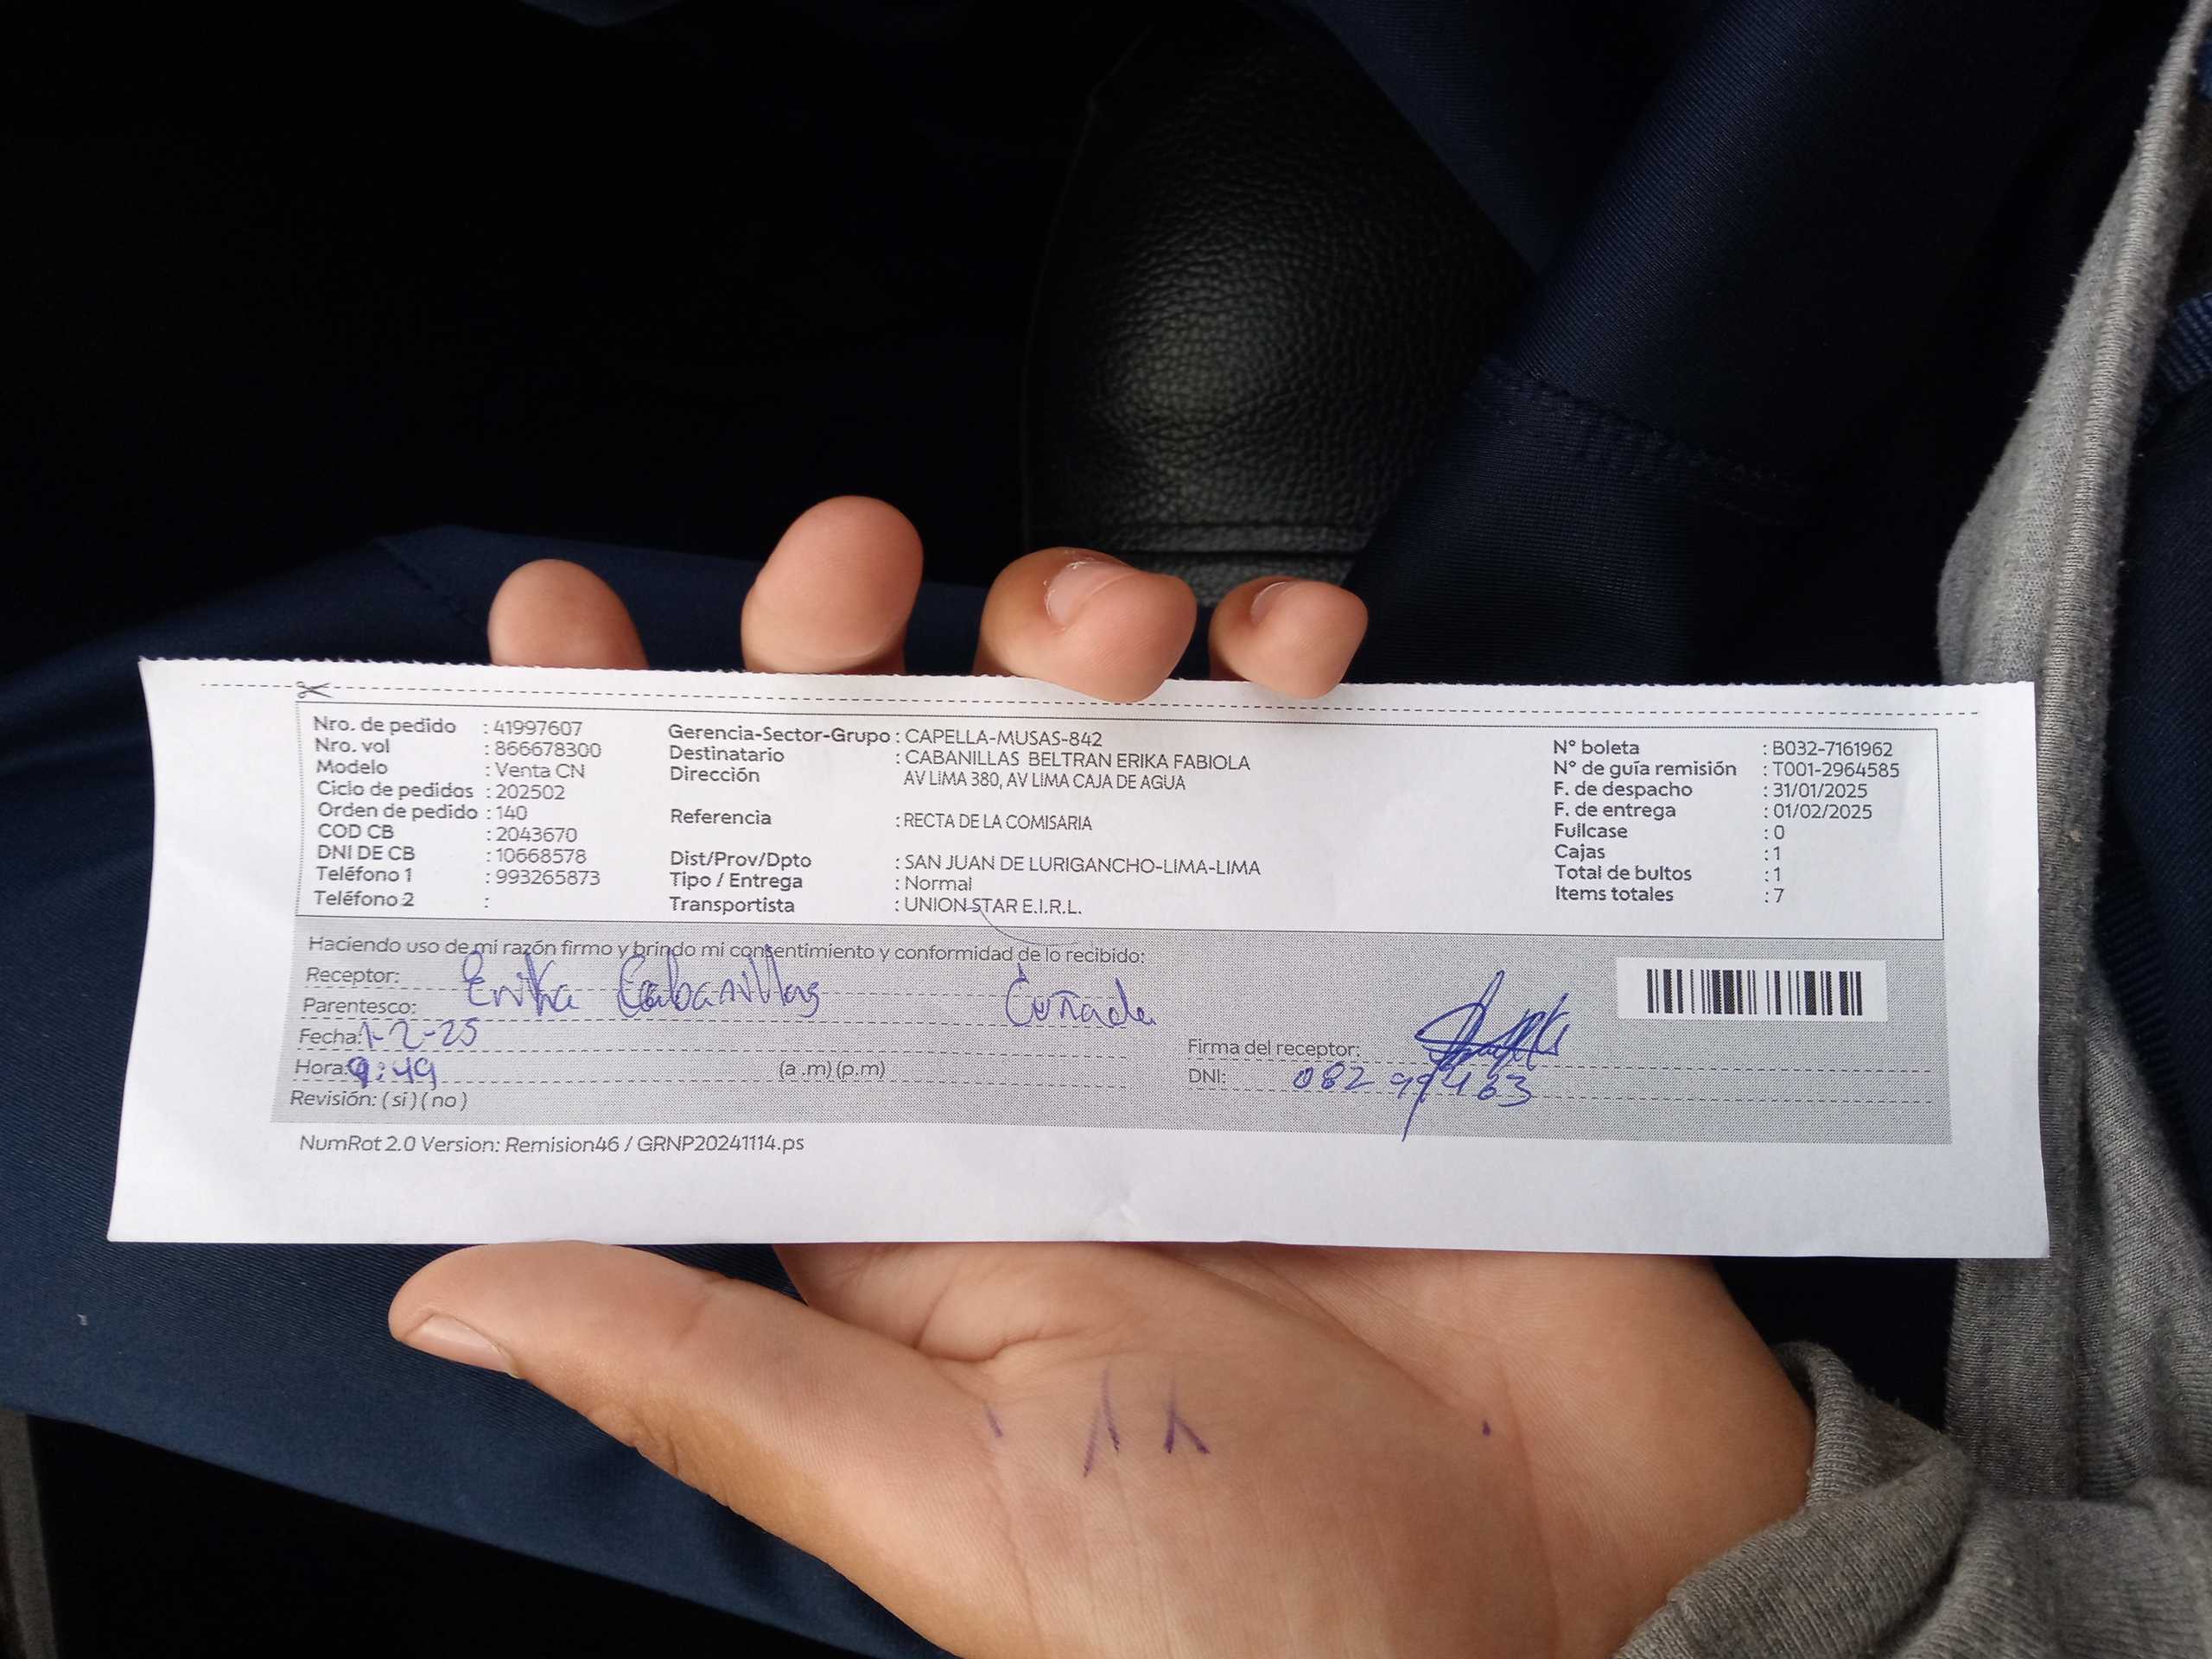 Nro. de pedido : 41997607
Nro. vol : 866678300
Modelo : Venta CN
Ciclo de pedidos : 202502
Orden de pedido : 140
COD CB : 2043670
DNI DE CB : 10668578
Teléfono 1 : 993265873
Teléfono 2 :
Gerencia-Sector-Grupo : CAPELLA-MUSAS-842
Destinatario : CABANILLAS BELTRAN ERIKA FABIOLA
Dirección AV LIMA 380, AV LIMA CAJA DE AGUA
Referencia : RECTA DE LA COMISARIA
Dist/Prov/Dpto : SAN JUAN DE LURIGANCHO-LIMA-LIMA
Tipo / Entrega : Normal
Transportista : UNION STAR E.I.R.L.
N° boleta : B032-7161962
N° de guía remisión : T001-2964585
F. de despacho : 31/01/2025
F. de entrega : 01/02/2025
Fullcase : 0
Cajas : 1
Total de bultos : 1
Items totales : 7
Haciendo uso de mi razón firmo y brindo mi consentimiento y conformidad de lo recibido:
Receptor: Erika Cabanillas Cuñada
Parentesco:
Fecha: 1-2-25
Hora: 9:49 (a .m) (p.m)
Revisión: ( si ) ( no )
Firma del receptor:
DNI: 08299463
NumRot 2.0 Version: Remision46 / GRNP20241114.ps